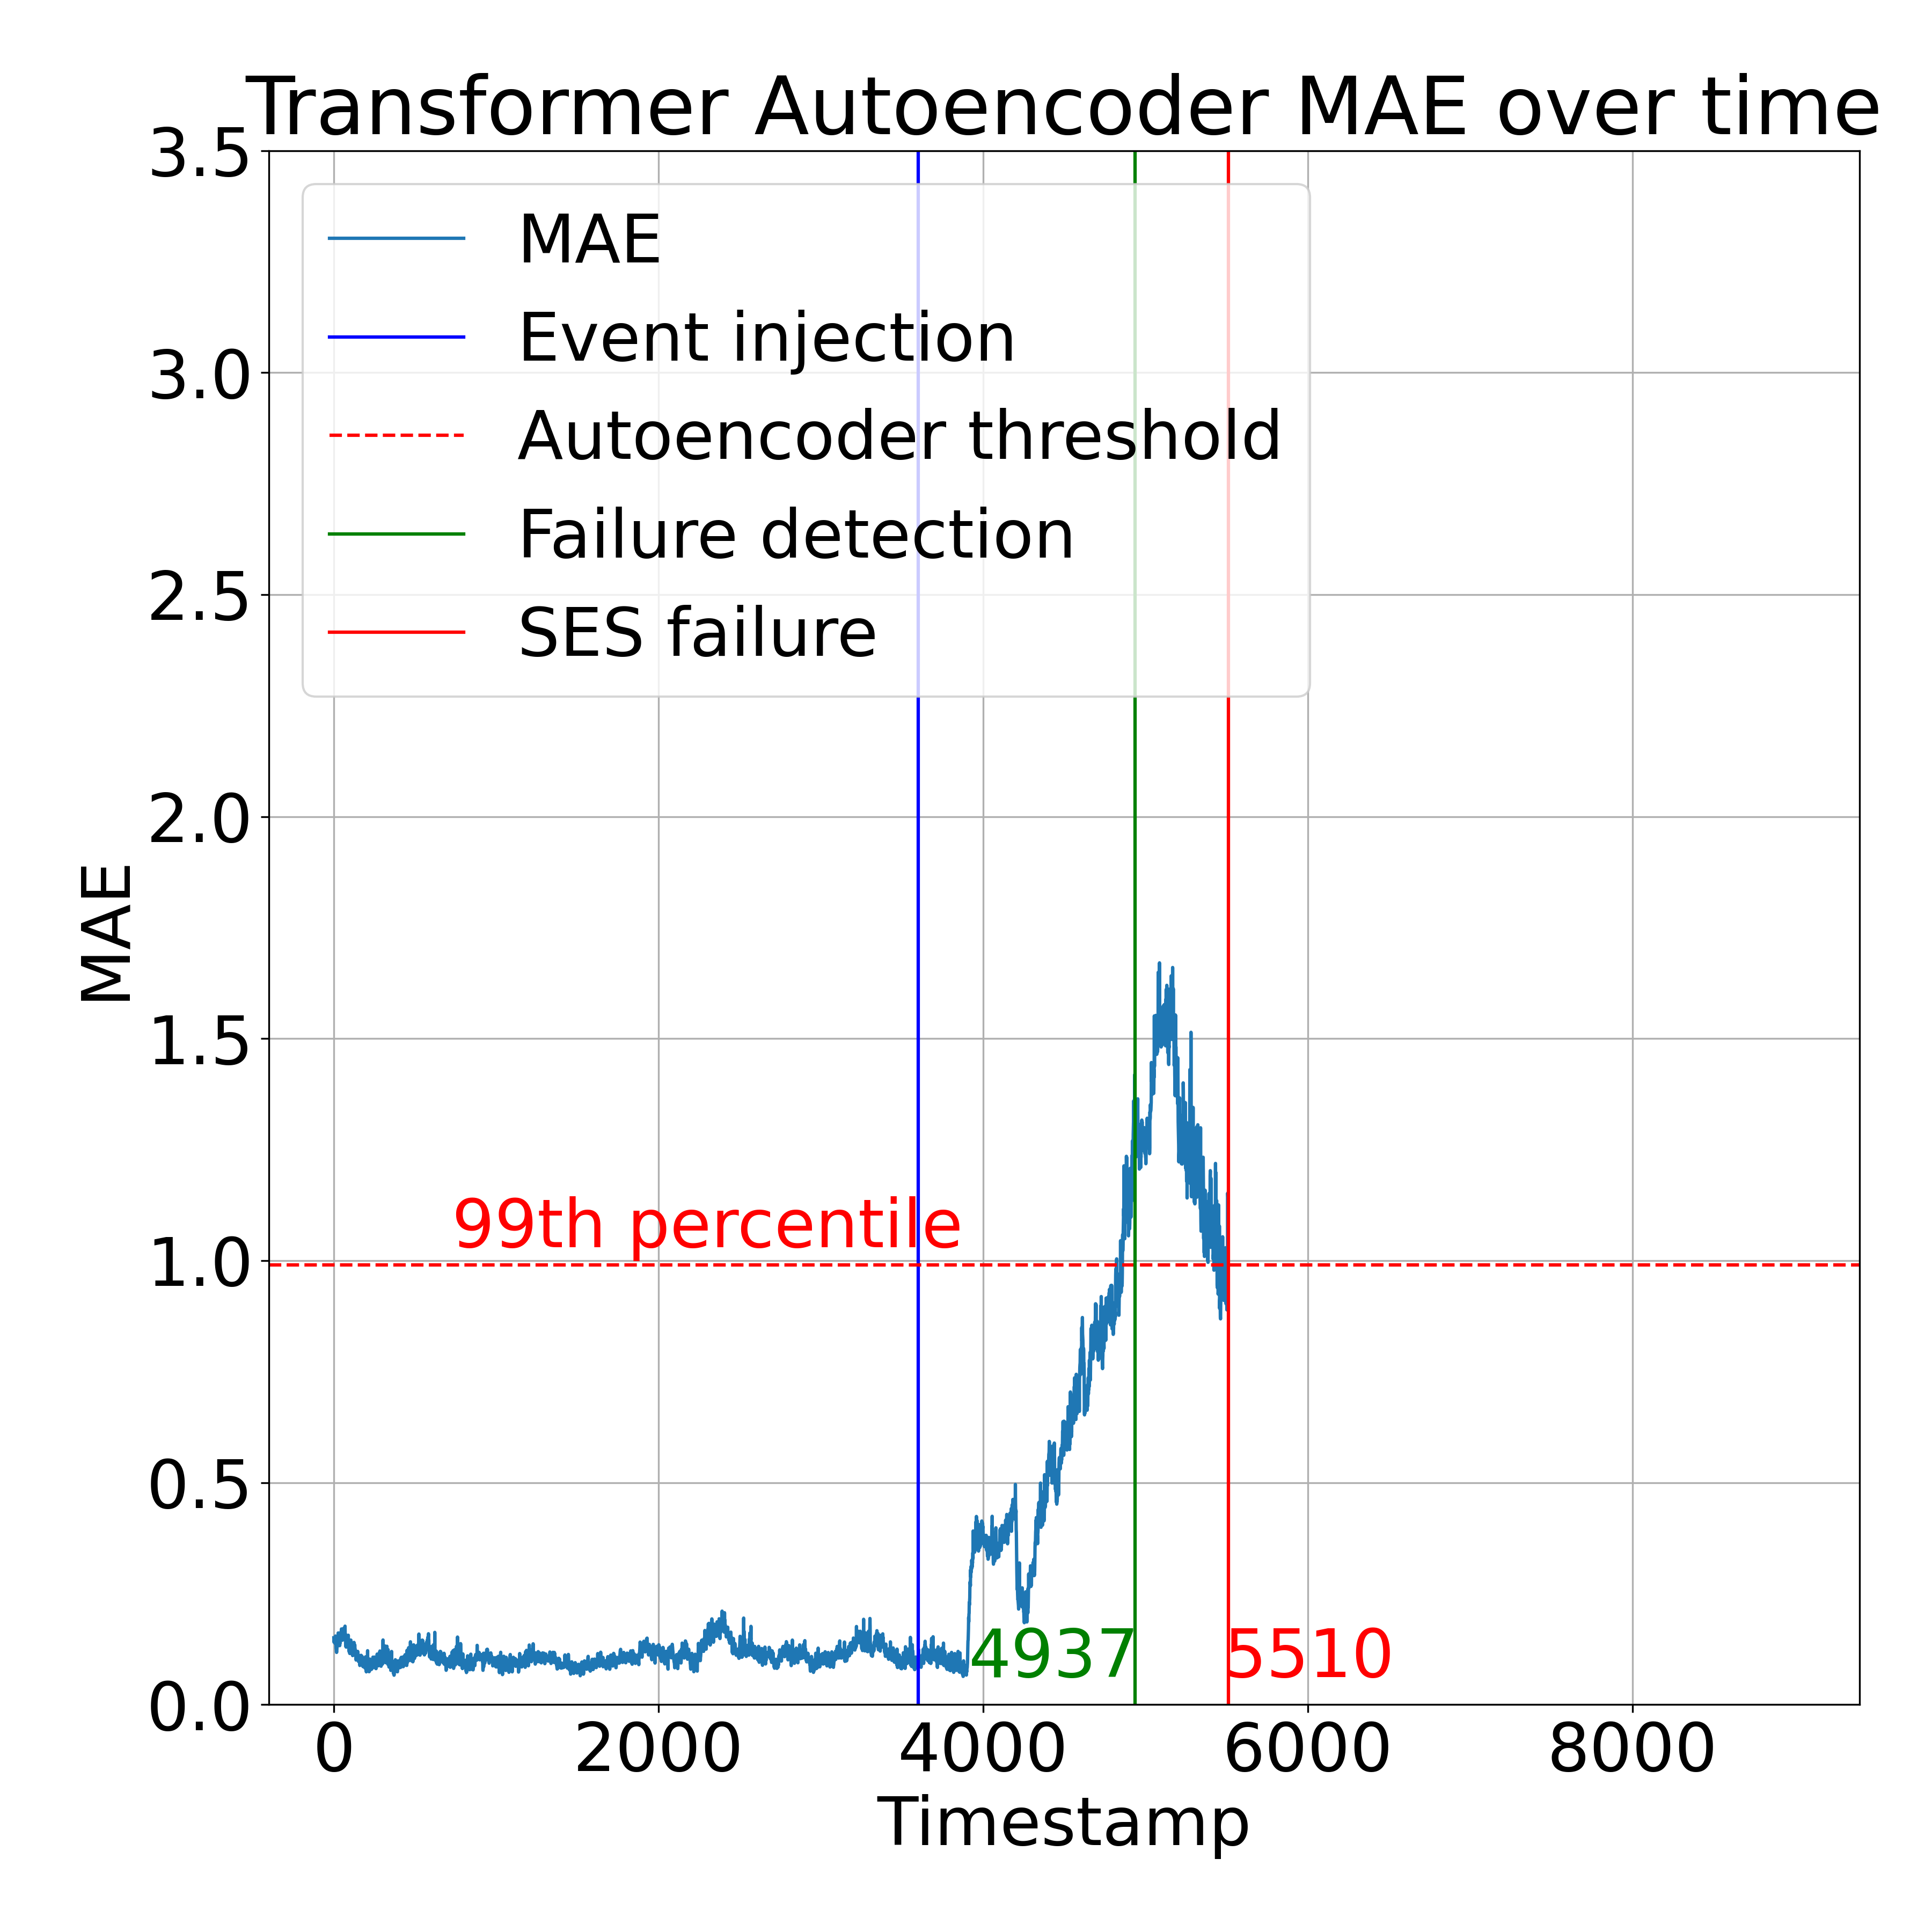 Transformer Autoencoder MAE over time
3.5
3.0
2.5
2.0
1.5
1.0
0.5
0.0
MAE
MAE
Event injection
Autoencoder threshold
Failure detection
SES failure
99th percentile
4937
5510
0 2000 4000 6000 8000
Timestamp